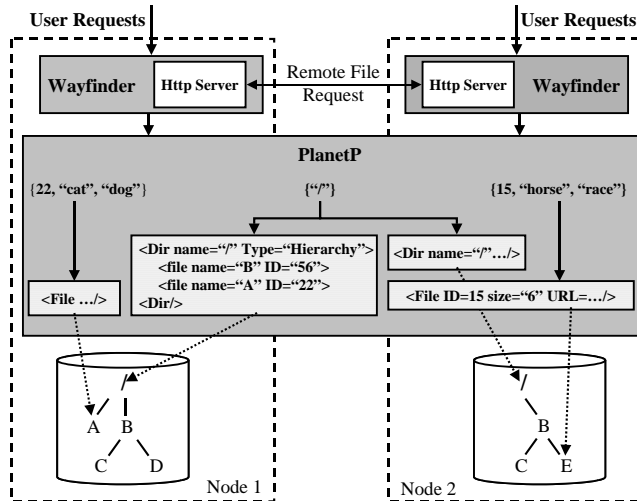 User Requests
User Requests
Wayfinder
Http Server
Remote File
Request
Http Server
Wayfinder
PlanetP
{22, “cat”, “dog”}
{“/”}
{15, “horse”, “race”}
<Dir name=“/” Type=“Hierarchy”>
<file name=“B” ID=“56”>
<file name=“A” ID=“22”>
<Dir/>
<Dir name=“/”…/>
<File …/>
<File ID=15 size=“6” URL=…/>
/
A
B
C
D
/
B
C
E
Node 1
Node 2